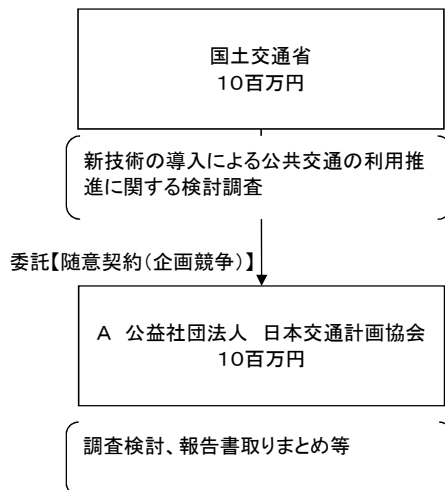 国土交通省
10百万円
新技術の導入による公共交通の利用推
進に関する検討調査
委託【随意契約(企画競争)】
A 公益社団法人 日本交通計画協会
10百万円
調査検討、報告書取りまとめ等